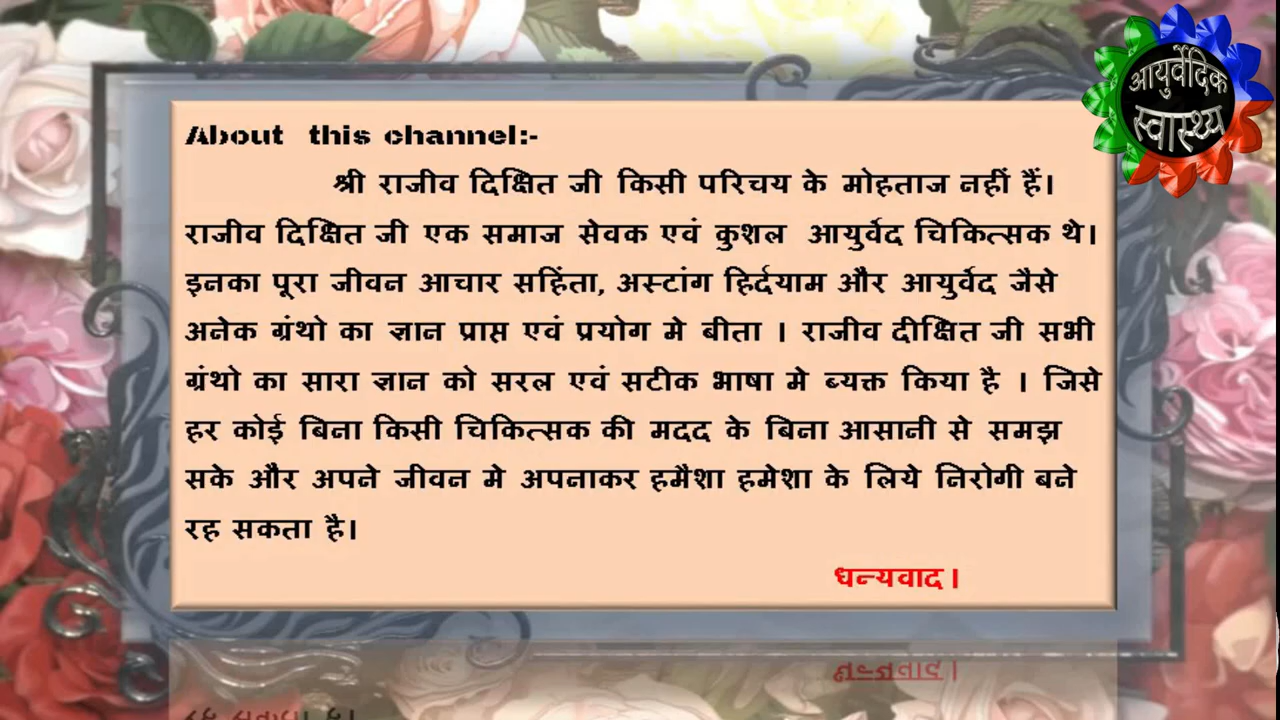 आयुर्वेदिक
स्वास्थ्य
About this channel:-
श्री राजीव दिक्षित जी किसी परिचय के मोहताज नहीं हैं।
राजीव दिक्षित जी एक समाज सेवक एवं कुशल आयुर्वेद चिकित्सक थे।
इनका पूरा जीवन आचार सहिंता, अस्टांग हिर्दयाम और आयुर्वेद जैसे
अनेक ग्रंथो का ज्ञान प्राप्त एवं प्रयोग मे बीता । राजीव दीक्षित जी सभी
ग्रंथो का सारा ज्ञान को सरल एवं सटीक भाषा मे ब्यक्त किया है । जिसे
हर कोई बिना किसी चिकित्सक की मदद के बिना आसानी से समझ
सके और अपने जीवन मे अपनाकर हमैशा हमेशा के लिये निरोगी बने
रह सकता है।
धन्यवाद।